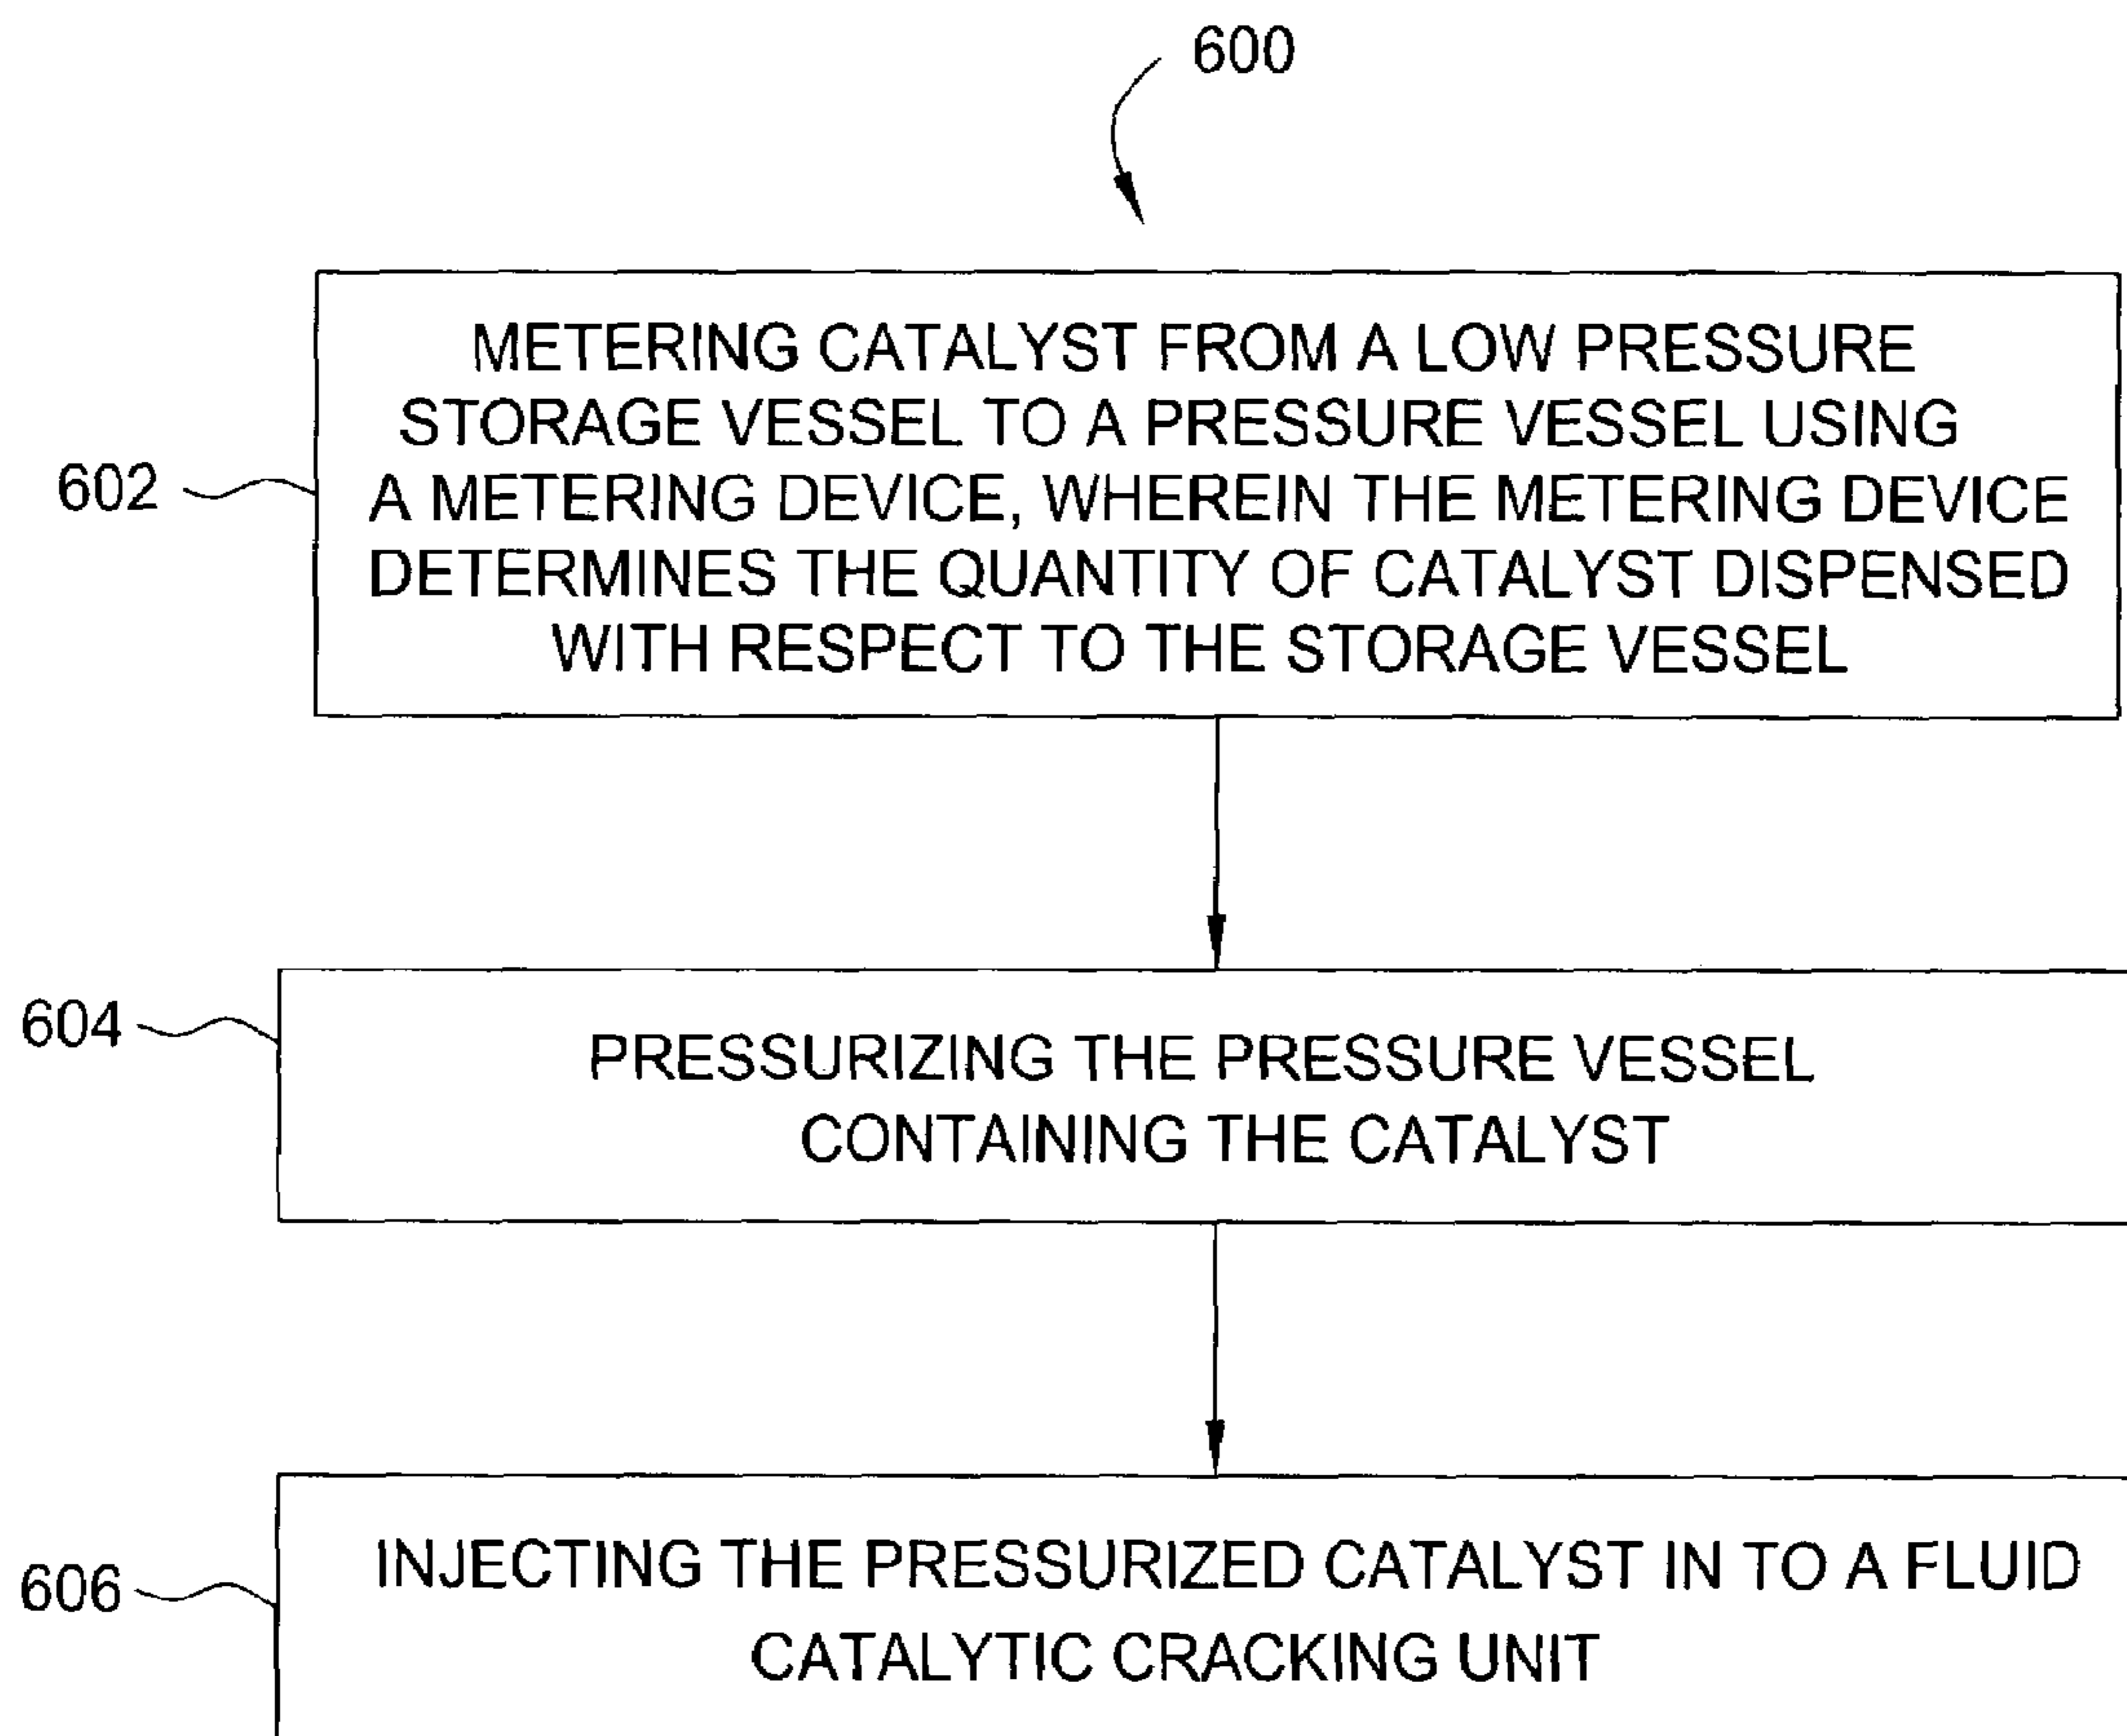 600
METERING CATALYST FROM A LOW PRESSURE
STORAGE VESSEL TO A PRESSURE VESSEL USING
A METERING DEVICE, WHEREIN THE METERING DEVICE
DETERMINES THE QUANTITY OF CATALYST DISPENSED
WITH RESPECT TO THE STORAGE VESSEL
602
604
PRESSURIZING THE PRESSURE VESSEL
CONTAINING THE CATALYST
606
INJECTING THE PRESSURIZED CATALYST IN TO A FLUID
CATALYTIC CRACKING UNIT